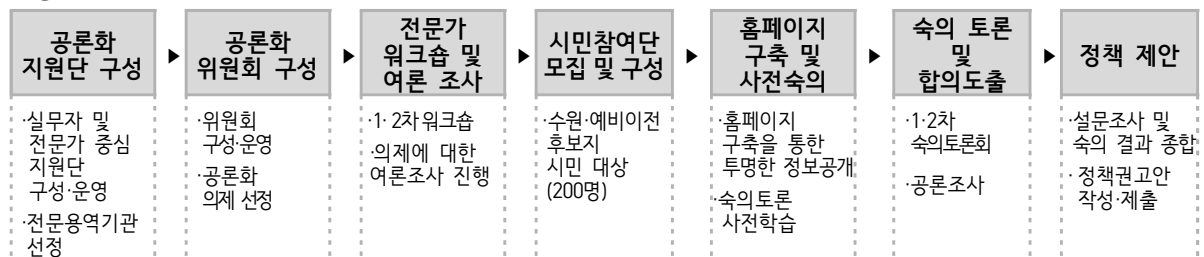 공론화
지원단 구성
▶
공론화
위원회 구성
▶
전문가
워크숍 및
여론 조사
▶
시민참여단
모집 및 구성
▶
홈페이지
구축 및
사전숙의
▶
숙의 토론
및
합의도출
▶
정책 제안
·실무자 및
전문가 중심
지원단
구성·운영
·전문용역기관
선정
·위원회
구성·운영
·공론화
의제 선정
·1· 2차 워크숍
·의제에 대한
여론조사 진행
·수원·예비이전
후보지
시민 대상
(200명)
·홈페이지
구축을 통한
투명한 정보공개
·숙의토론
사전학습
·1·2차
숙의토론회
·공론조사
·설문조사 및
숙의 결과 종합
· 정책권고안
작성·제출